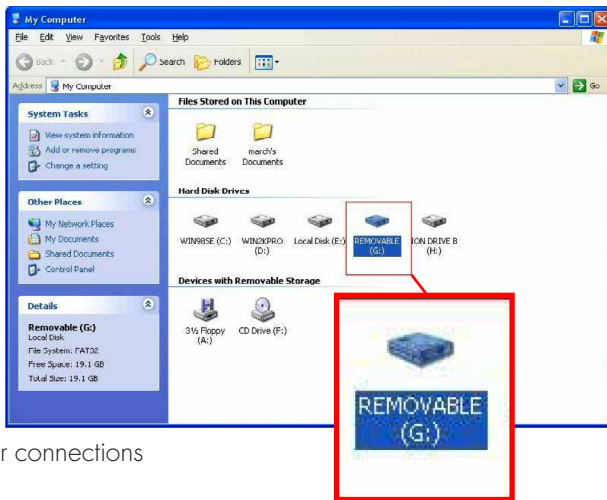 My Computer
File Edit View Favorites Tools Help
Back Search Folders
Address My Computer Go
System Tasks
View system information
Add or remove programs
Change a setting
Other Places
My Network Places
My Documents
Shared Documents
Control Panel
Details
Removable (G:)
Local Disk
File System: FAT32
Free Space: 19.1 GB
Total Size: 19.1 GB
Files Stored on This Computer
Shared Documents
march's Documents
Hard Disk Drives
WIN98SE (C:)
WIN2KPRO (D:)
Local Disk (E:)
REMOVABLE (G:)
ION DRIVE B (H:)
Devices with Removable Storage
3½ Floppy (A:)
CD Drive (F:)
REMOVABLE
(G:)
r connections